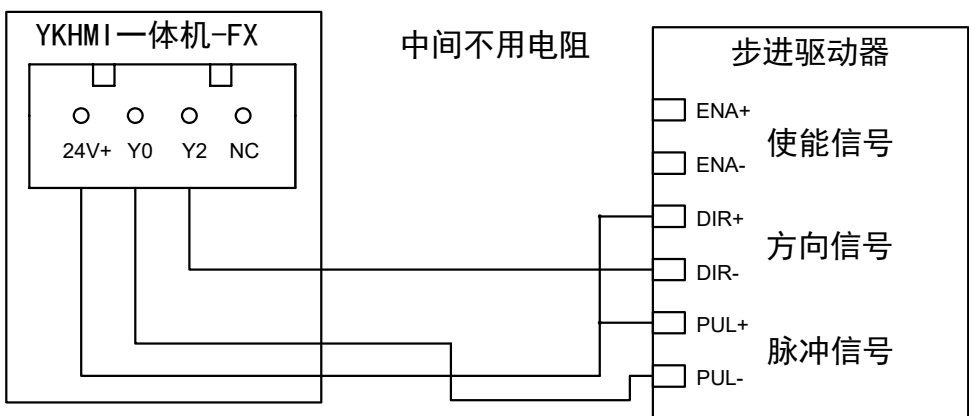 YKHMI一体机-FX
中间不用电阻
步进驱动器
24V+ Y0 Y2 NC
ENA+
使能信号
ENA-
DIR+
方向信号
DIR-
PUL+
脉冲信号
PUL-